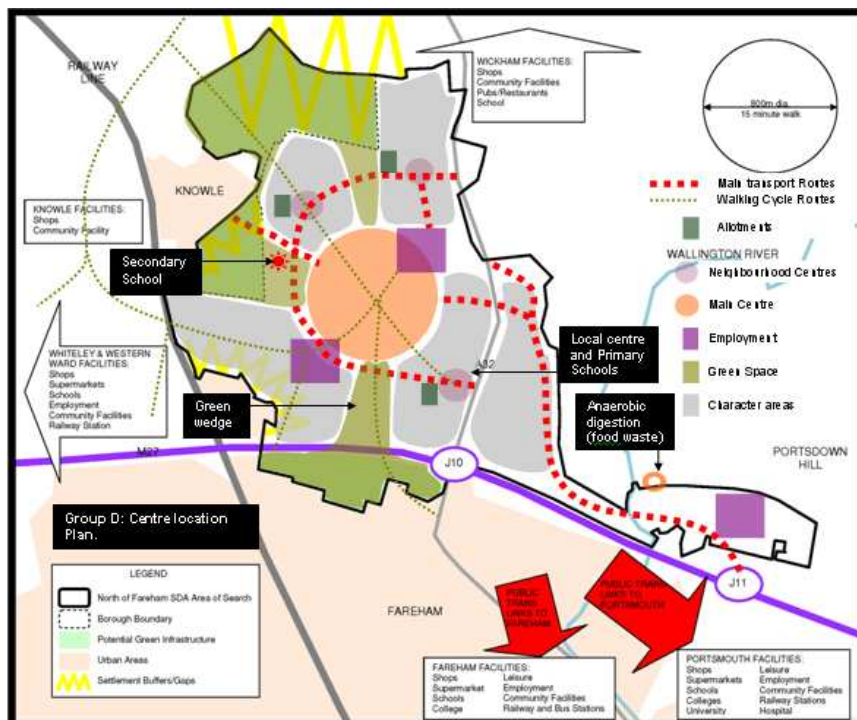 RAILWAY
LINE
WICKHAM FACILITIES:
Shops
Community Facilities
Pubs/Restaurants
School
800m dia
15 minute walk
KNOWLE
KNOWLE FACILITIES:
Shops
Community Facility
Secondary
School
Main transport Routes
Walking Cycle Routes
Allotments
WALLINGTON RIVER
Neighbourhood Centres
Main Centre
Employment
Green Space
Character areas
WHITELEY & WESTERN
WARD FACILITIES:
Shops
Supermarkets
Schools
Employment
Community Facilities
Railway Station
Green
wedge
A32
Local centre
and Primary
Schools
Anaerobic
digestion
(food waste)
PORTSDOWN
HILL
M27
J10
J11
Group D: Centre location
Plan.
LEGEND
North of Fareham SDA Area of Search
Borough Boundary
Potential Green Infrastructure
Urban Areas
Settlement Buffers/Gaps
FAREHAM
PUBLIC TRANS
LINKS TO
FAREHAM
PUBLIC TRANS
LINKS TO
PORTSMOUTH
FAREHAM FACILITIES:
Shops Leisure
Supermarket Employment
Schools Community Facilities
College Railway and Bus Stations
PORTSMOUTH FACILITIES:
Shops Leisure
Supermarkets Employment
Schools Community Facilities
Colleges Railway Stations
University Hospital